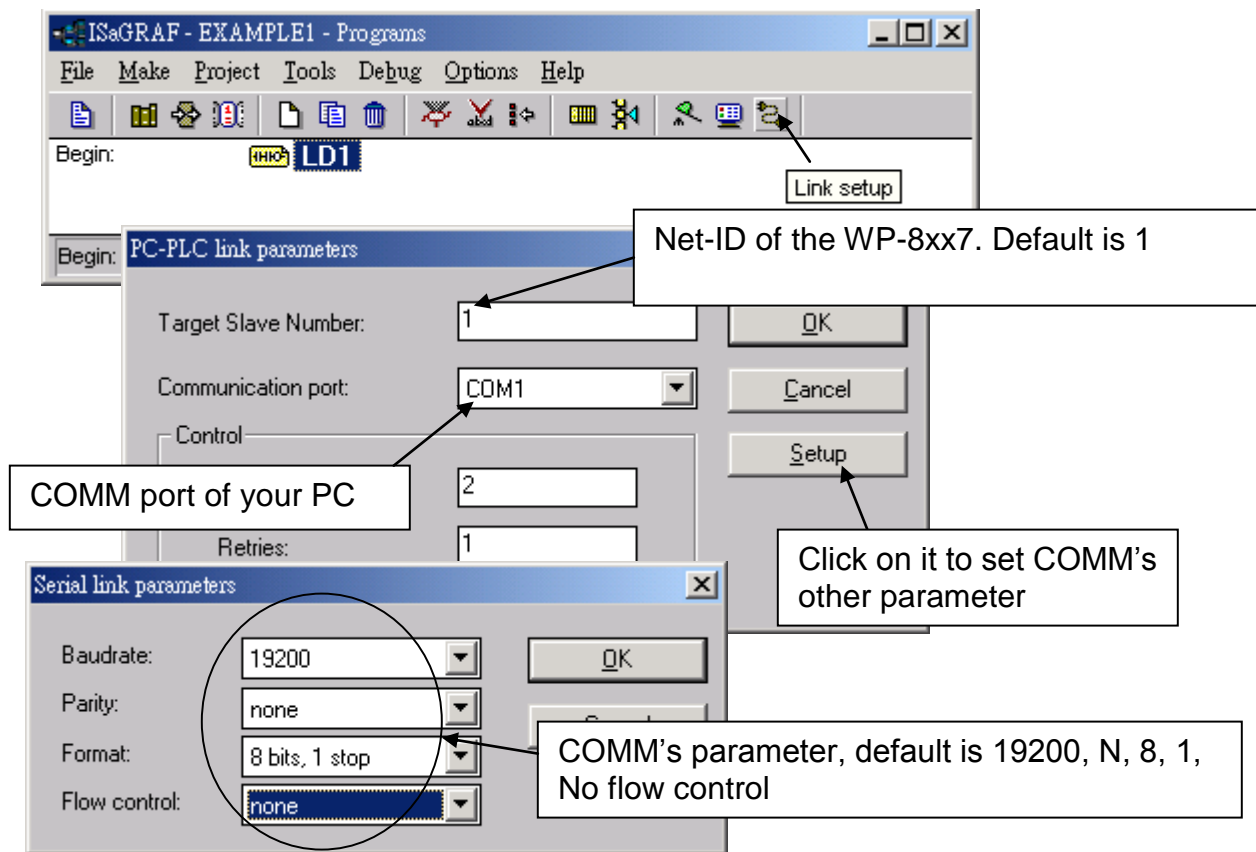 ISaGRAF - EXAMPLE1 - Programs
File Make Project Tools Debug Options Help
Begin: LD1
Link setup
Begin:
PC-PLC link parameters
Net-ID of the WP-8xx7. Default is 1
Target Slave Number: 1
OK
Communication port: COM1
Cancel
Control
Setup
COMM port of your PC
2
Retries: 1
Click on it to set COMM’s
other parameter
Serial link parameters
Baudrate: 19200
OK
Parity: none
Format: 8 bits, 1 stop
COMM’s parameter, default is 19200, N, 8, 1,
No flow control
Flow control: none